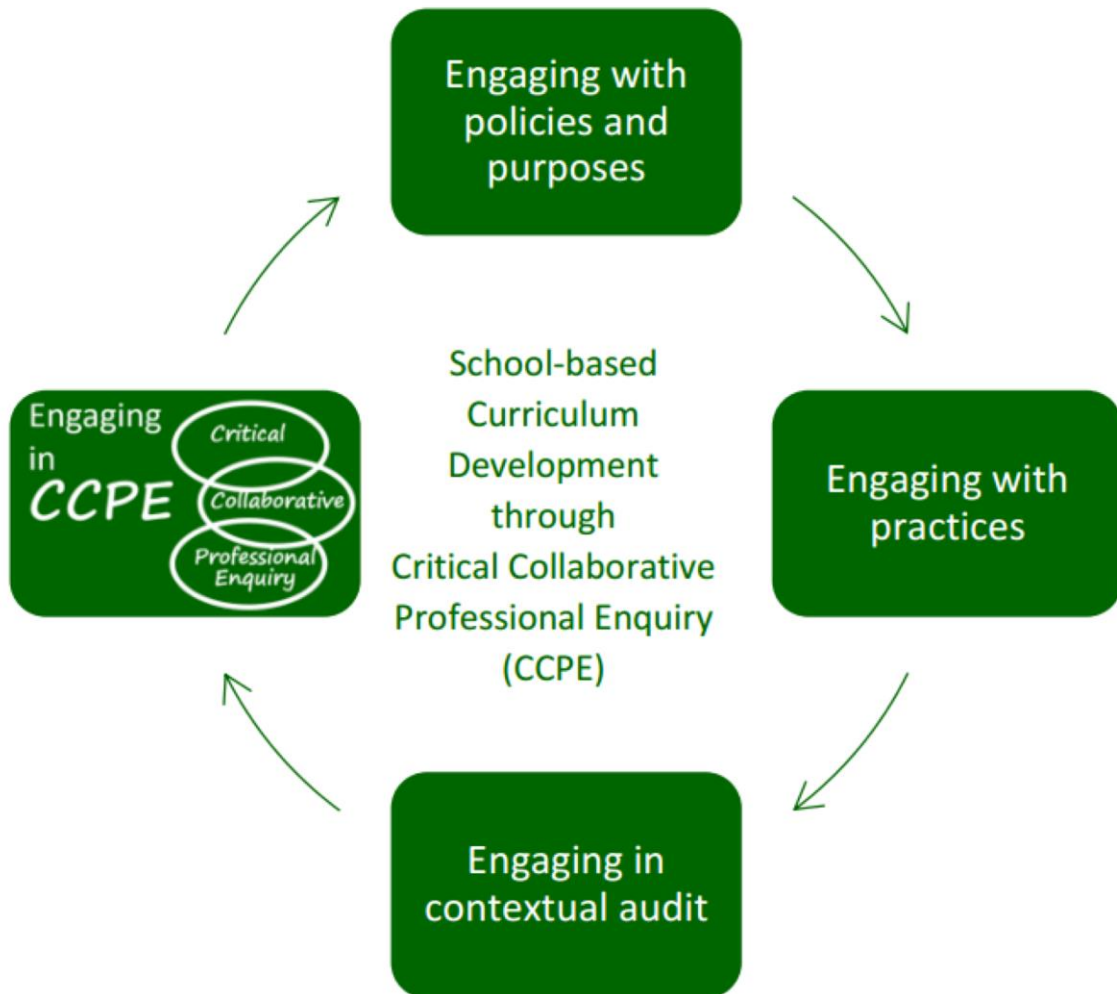 Engaging with
policies and
purposes
School-based
Curriculum
Development
through
Critical Collaborative
Professional Enquiry
(CCPE)
Engaging
in
CCPE
Critical
Collaborative
Professional
Enquiry
Engaging with
practices
Engaging in
contextual audit